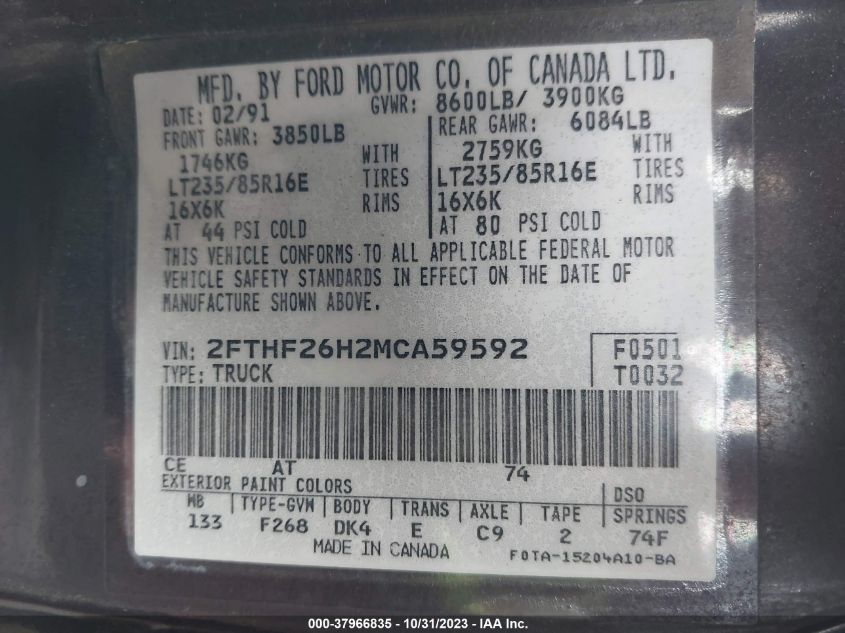 MFD. BY FORD MOTOR CO. OF CANADA LTD.
DATE: 02/91 GVWR: 8600LB/ 3900KG
FRONT GAWR: 3850LB REAR GAWR: 6084LB
1746KG WITH 2759KG WITH
LT235/85R16E TIRES LT235/85R16E TIRES
16X6K RIMS 16X6K RIMS
AT 44 PSI COLD AT 80 PSI COLD
THIS VEHICLE CONFORMS TO ALL APPLICABLE FEDERAL MOTOR
VEHICLE SAFETY STANDARDS IN EFFECT ON THE DATE OF
MANUFACTURE SHOWN ABOVE.
VIN: 2FTHF26H2MCA59592 F0501
TYPE: TRUCK T0032
CE AT 74
EXTERIOR PAINT COLORS DSO
WB TYPE-GVW BODY TRANS AXLE TAPE SPRINGS
133 F268 DK4 E C9 2 74F
MADE IN CANADA F0TA-15204A10-BA
000-37966835 - 10/31/2023 - Copyright © 2023 - IAA Inc.